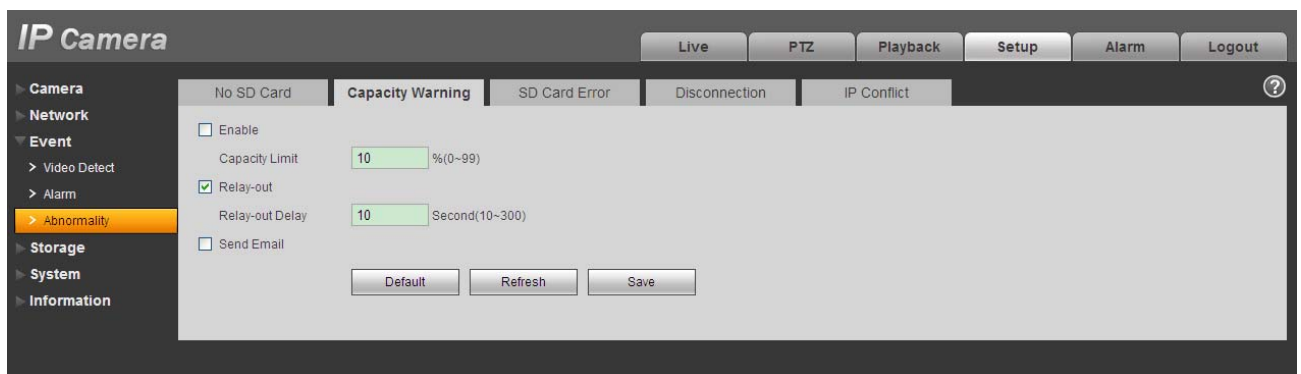 IP Camera
Live PTZ Playback Setup Alarm Logout
Camera
Network
Event
> Video Detect
> Alarm
> Abnormality
Storage
System
Information
No SD Card Capacity Warning SD Card Error Disconnection IP Conflict
?
Enable
Capacity Limit 10 %(0~99)
Relay-out
Relay-out Delay 10 Second(10~300)
Send Email
Default Refresh Save